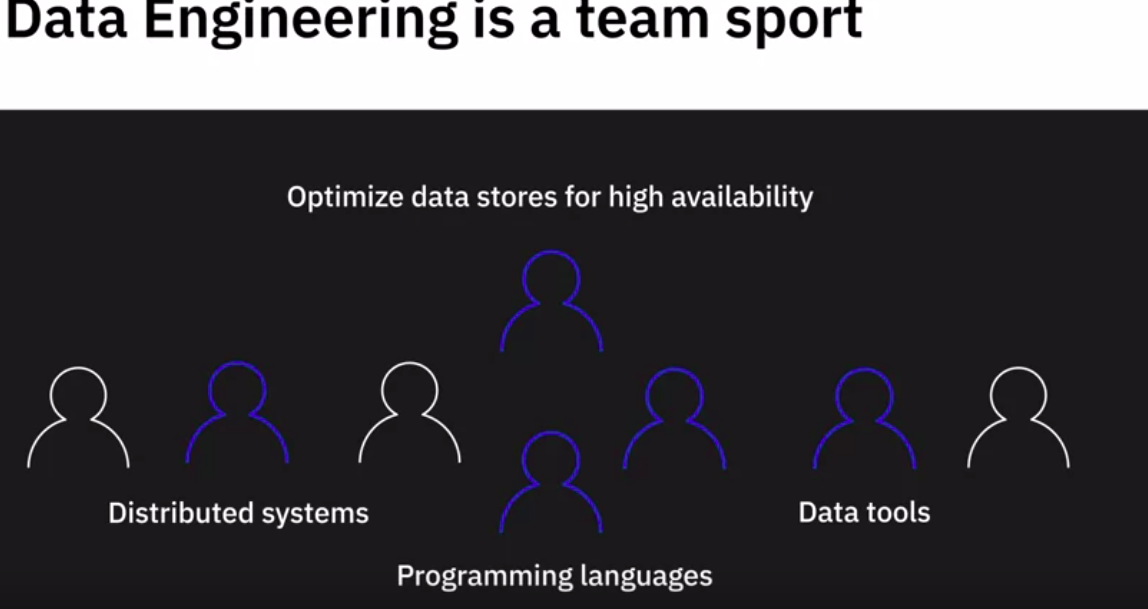 Data Engineering is a team sport
Optimize data stores for high availability
Distributed systems
Data tools
Programming languages